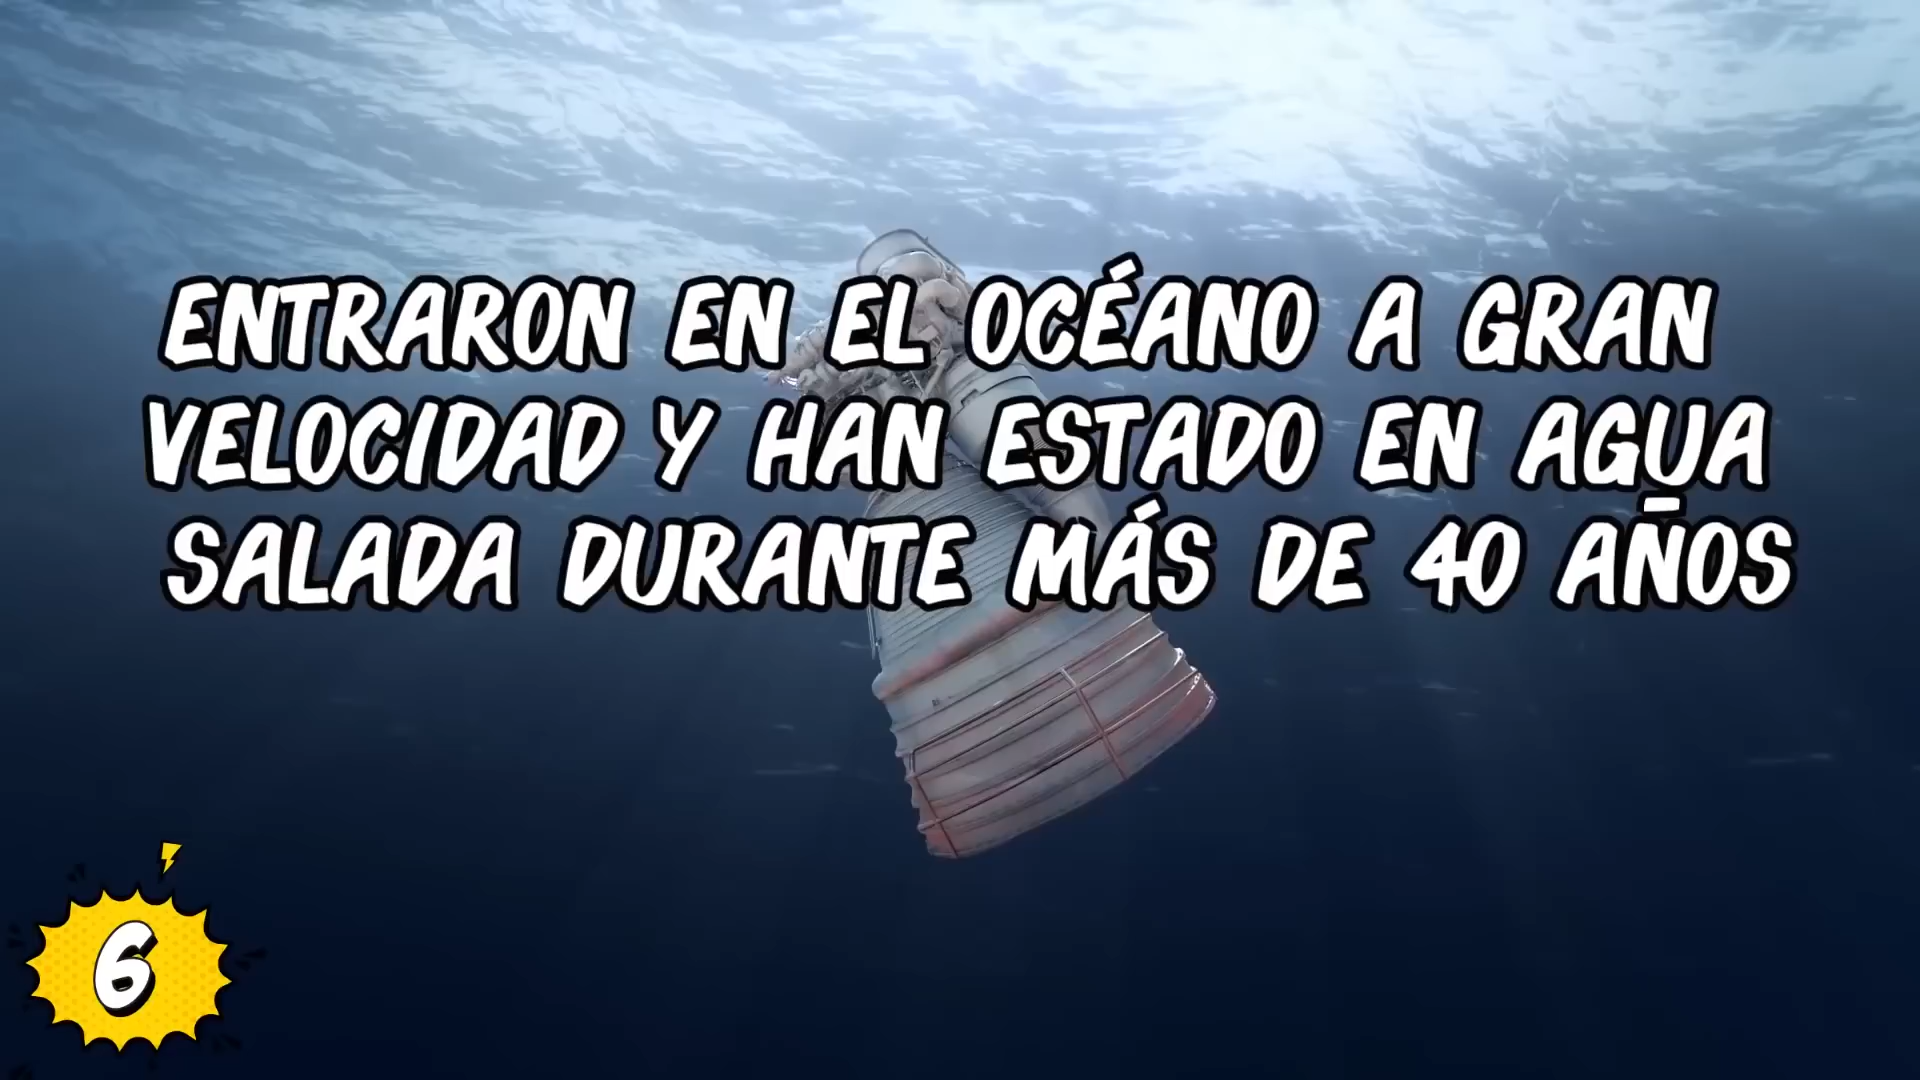 ENTRARON EN EL OCÉANO A GRAN
VELOCIDAD Y HAN ESTADO EN AGUA
SALADA DURANTE MÁS DE 40 AÑOS
6